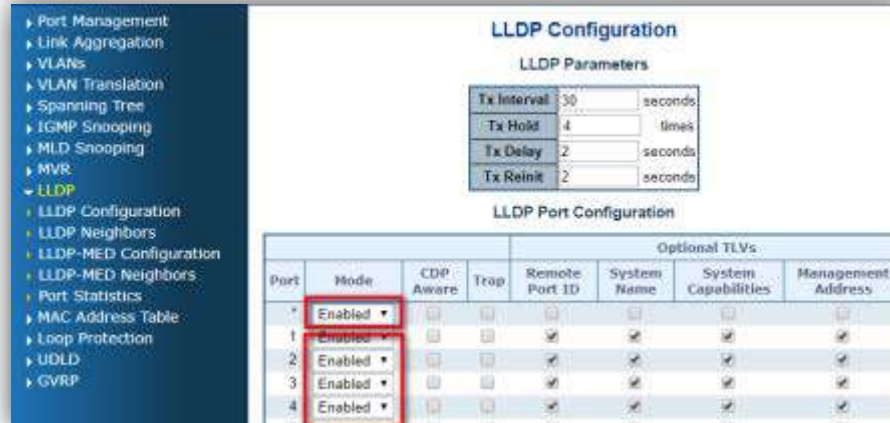 Port Management
Link Aggregation
VLANs
VLAN Translation
Spanning Tree
IGMP Snooping
MLD Snooping
MVR
LLDP
LLDP Configuration
LLDP Neighbors
LLDP-MED Configuration
LLDP-MED Neighbors
Port Statistics
MAC Address Table
Loop Protection
UDLD
GVRP
LLDP Configuration
LLDP Parameters
Tx Interval 30 seconds
Tx Hold 4 times
Tx Delay 2 seconds
Tx Reinit 2 seconds
LLDP Port Configuration
Optional TLVs
Port Mode CDP Aware Trap Remote Port ID System Name System Capabilities Management Address
* Enabled
1 Enabled
2 Enabled
3 Enabled
4 Enabled